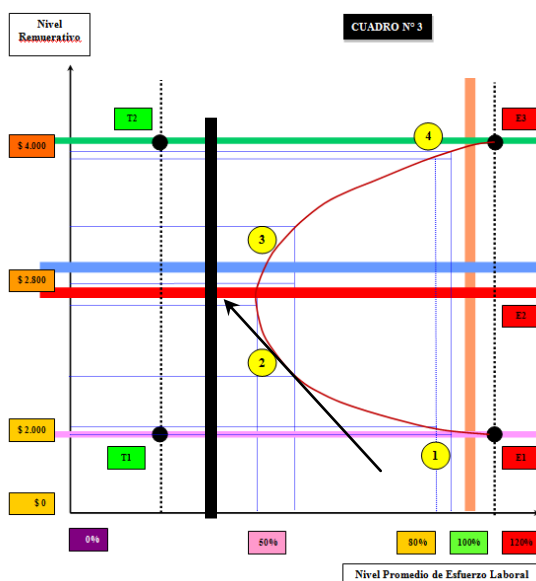 Nivel
Remuerativo
CUADRO N° 3
T2
4
E3
$ 4.000
3
$ 2.800
E2
2
$ 2.000
T1
1
E1
$ 0
0%
50%
80%
100%
120%
Nivel Promedio de Esfuerzo Laboral